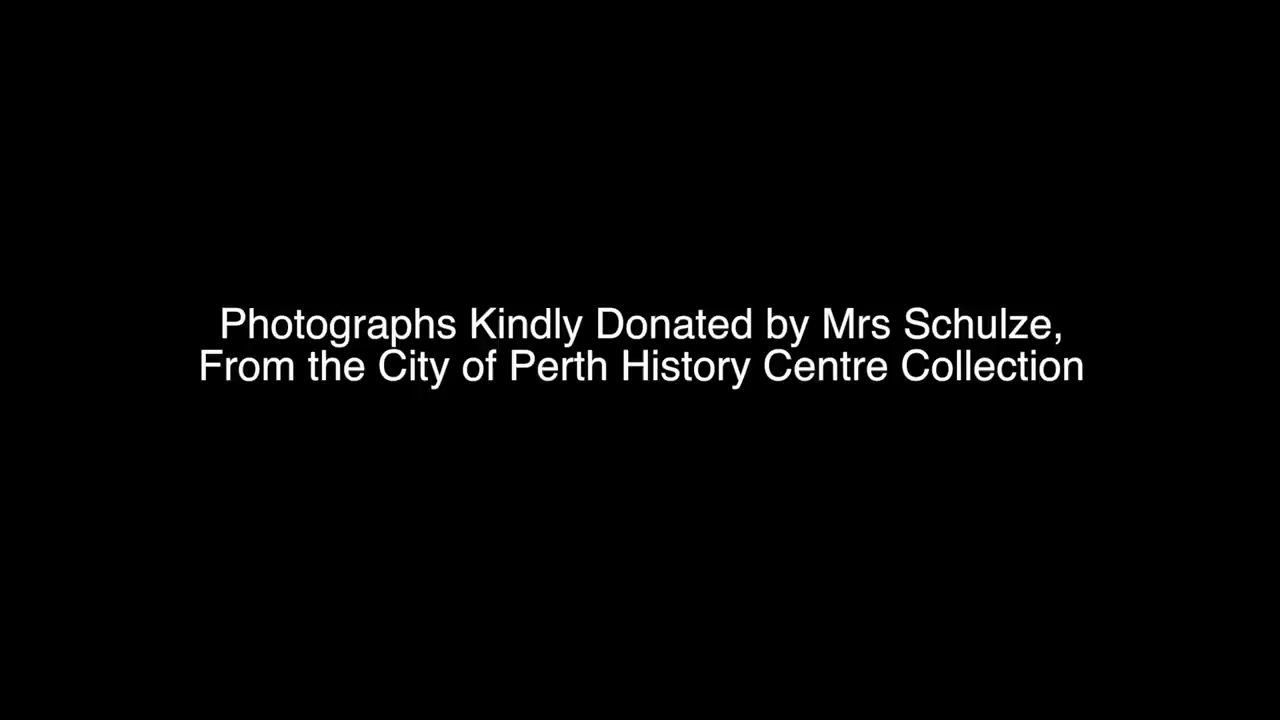 Photographs Kindly Donated by Mrs Schulze,
From the City of Perth History Centre Collection